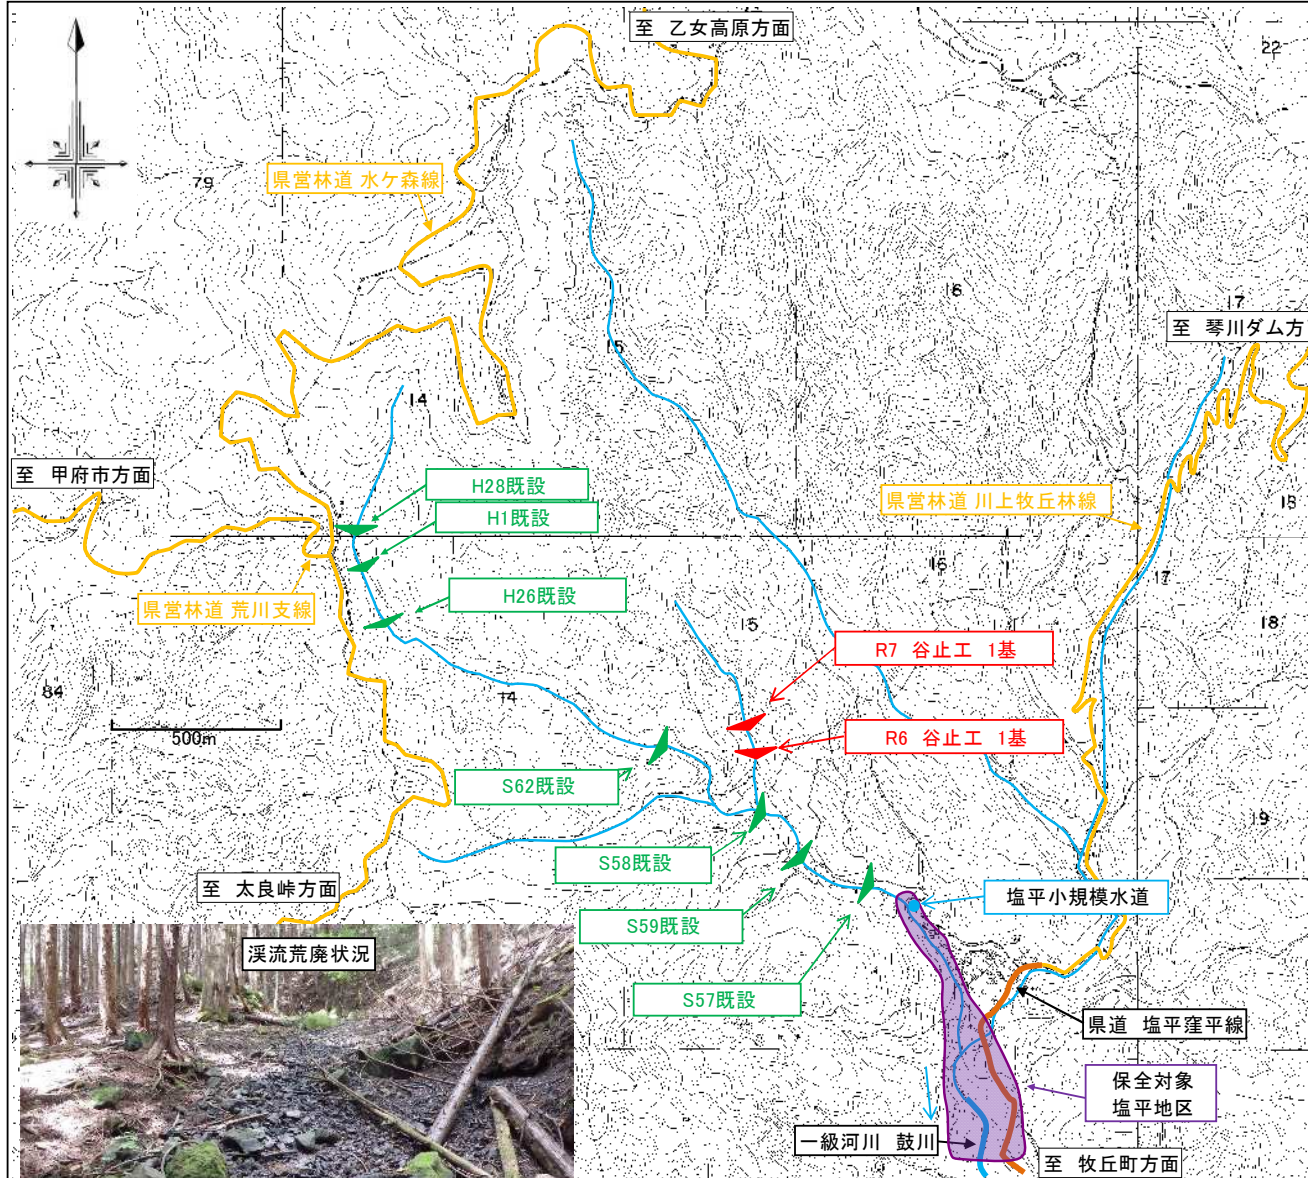 至 乙女高原方面
22
県営林道 水ケ森線
79
16
17
至 琴川ダム方
15
14
至 甲府市方面
H28既設
H1既設
県営林道 川上牧丘林線
18
16
17
県営林道 荒川支線
H26既設
15
18
R7 谷止工 1基
84
14
500m
R6 谷止工 1基
S62既設
19
S58既設
至 太良峠方面
塩平小規模水道
S59既設
渓流荒廃状況
S57既設
県道 塩平窪平線
保全対象
塩平地区
一級河川 鼓川
至 牧丘町方面